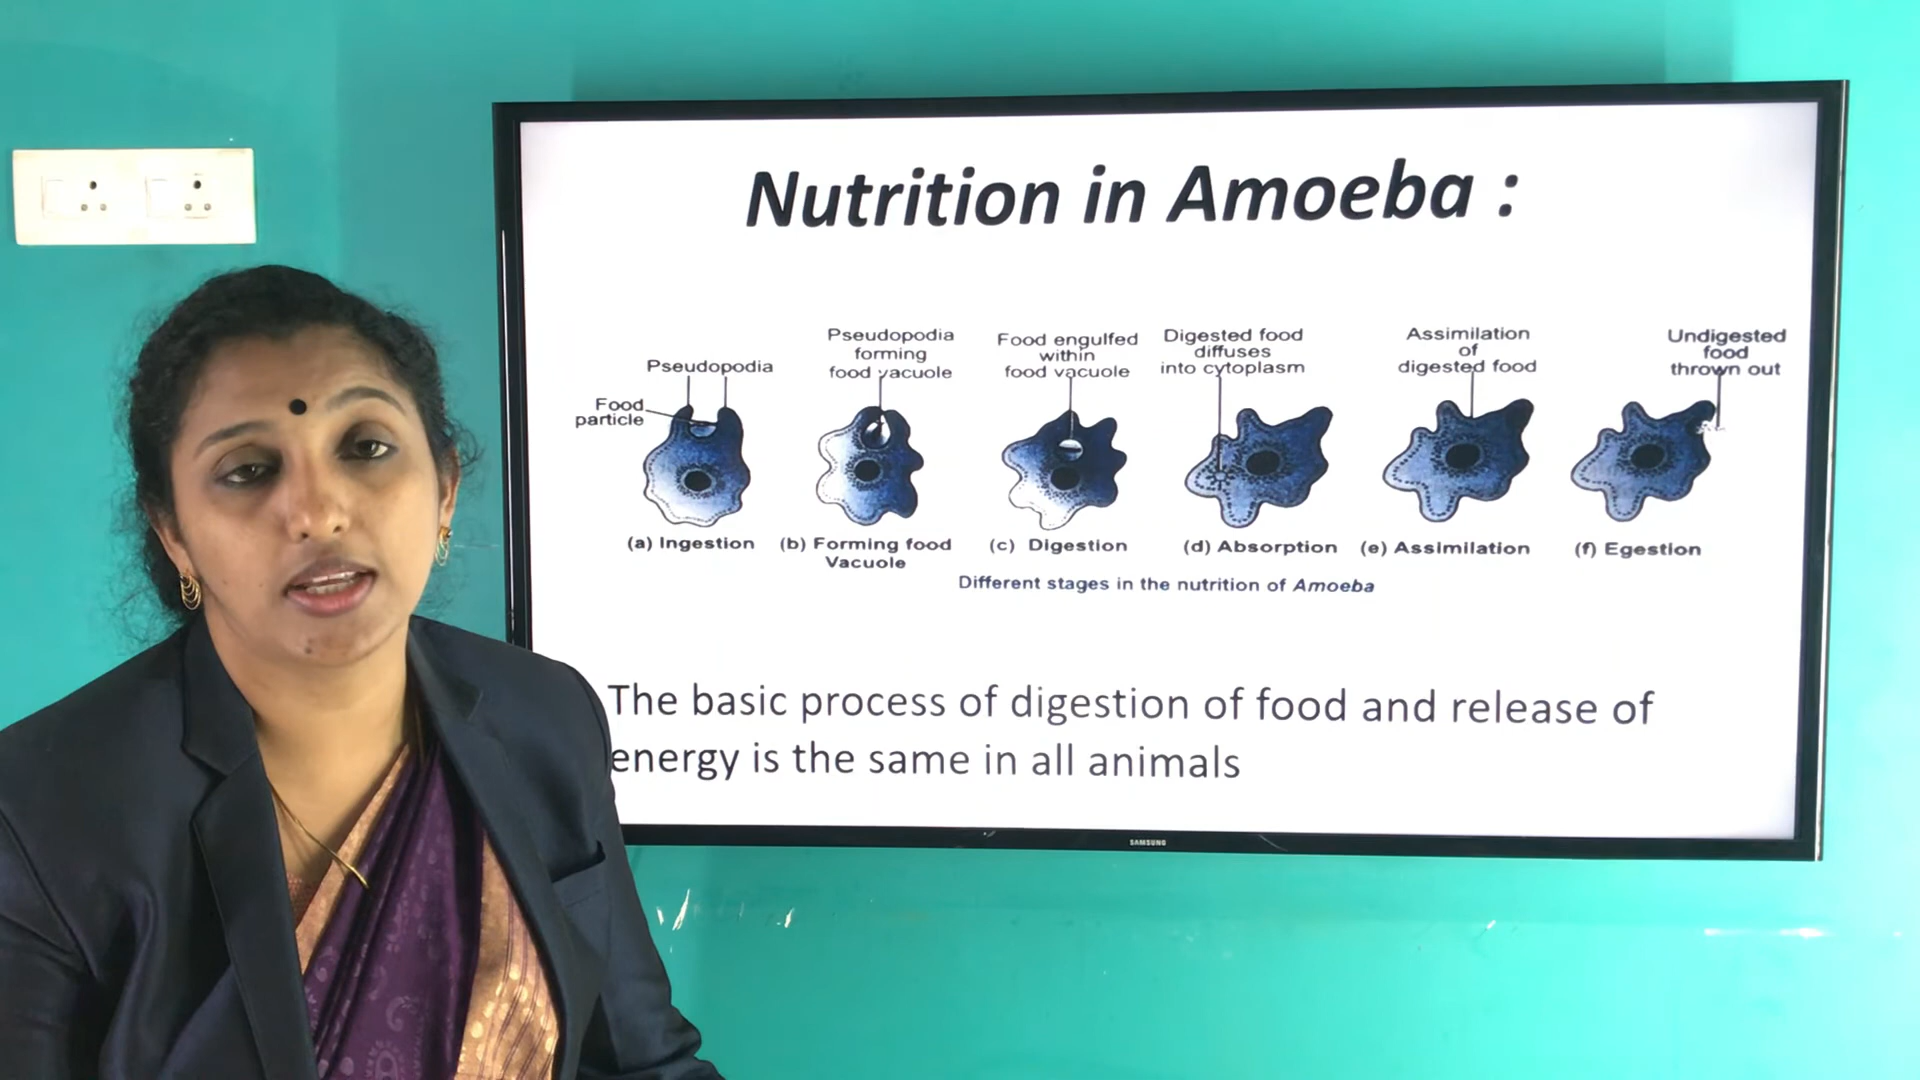 Nutrition in Amoeba :
Pseudopodia
Food
particle
(a) Ingestion
Pseudopodia
forming
food vacuole
(b) Forming food
Vacuole
Food engulfed
within
food vacuole
(c) Digestion
Digested food
diffuses
into cytoplasm
(d) Absorption
Assimilation
of
digested food
(e) Assimilation
Undigested
food
thrown out
(f) Egestion
Different stages in the nutrition of Amoeba
The basic process of digestion of food and release of
energy is the same in all animals
SAMSUNG